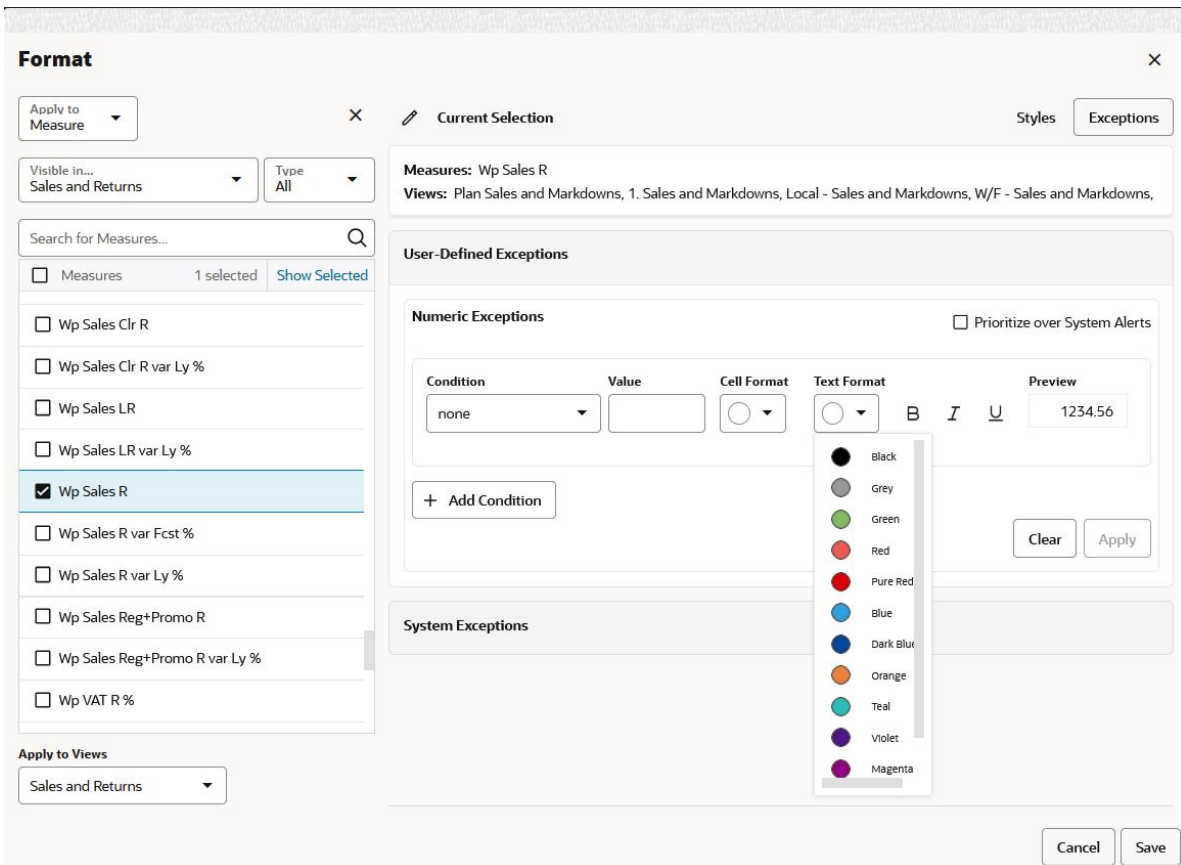 Format
Apply to
Measure
Visible in...
Sales and Returns
Type
All
Search for Measures...
Measures 1 selected Show Selected
Wp Sales Clr R
Wp Sales Clr R var Ly %
Wp Sales LR
Wp Sales LR var Ly %
Wp Sales R
Wp Sales R var Fcst %
Wp Sales R var Ly %
Wp Sales Reg+Promo R
Wp Sales Reg+Promo R var Ly %
Wp VAT R %
Apply to Views
Sales and Returns
Current Selection Styles Exceptions
Measures: Wp Sales R
Views: Plan Sales and Markdowns, 1. Sales and Markdowns, Local - Sales and Markdowns, W/F - Sales and Markdowns,
User-Defined Exceptions
Numeric Exceptions Prioritize over System Alerts
Condition Value Cell Format Text Format Preview
none B I U 1234.56
Black
Grey
Green
Red
Pure Red
Blue
Dark Blue
Orange
Teal
Violet
Magenta
+ Add Condition
Clear Apply
System Exceptions
Cancel Save